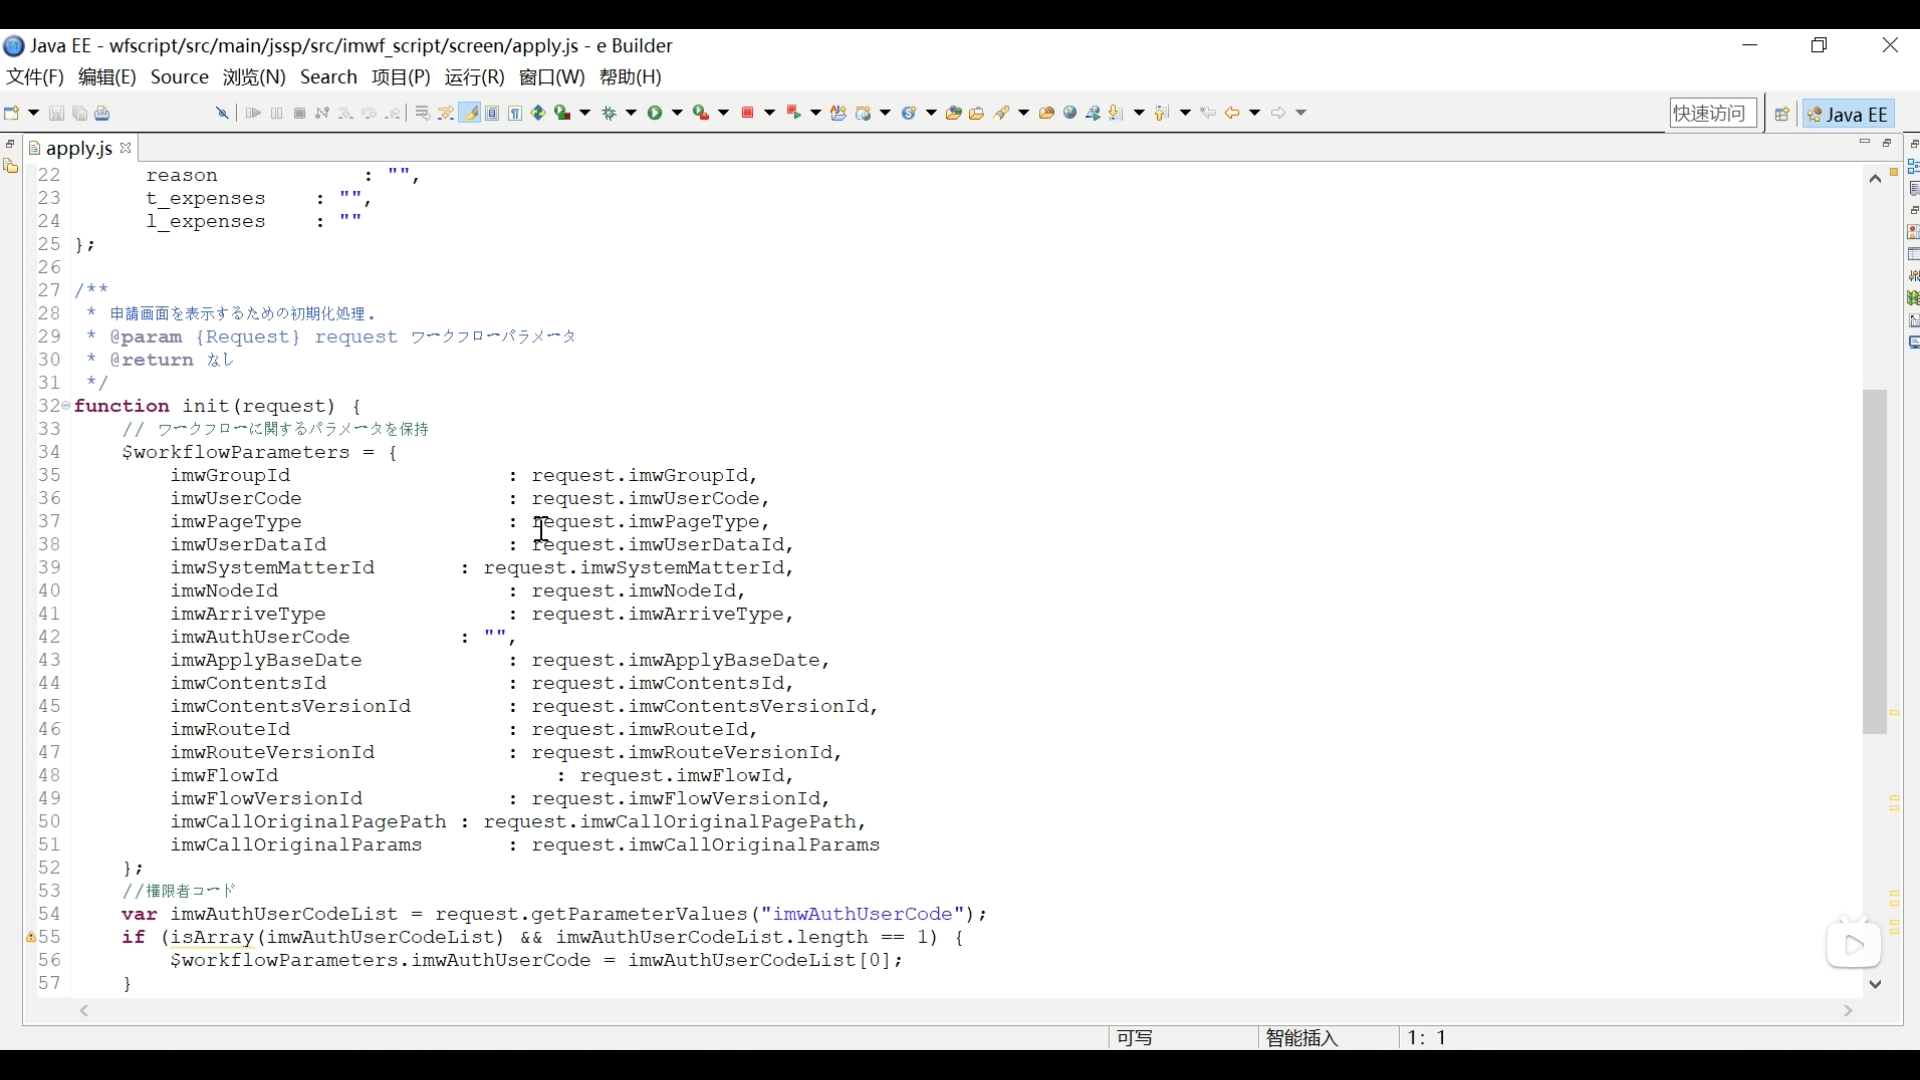 Java EE - wfscript/src/main/jssp/src/imwf_script/screen/apply.js - e Builder
文件(F) 编辑(E) Source 浏览(N) Search 项目(P) 运行(R) 窗口(W) 帮助(H)
快速访问 Java EE
apply.js
22 reason : "",
23 t_expenses : "",
24 l_expenses : ""
25 };
26
27 /**
28 * 申請画面を表示するための初期化処理.
29 * @param {Request} request ワークフローパラメータ
30 * @return なし
31 */
32 function init(request) {
33 // ワークフローに関するパラメータを保持
34 $workflowParameters = {
35 imwGroupId : request.imwGroupId,
36 imwUserCode : request.imwUserCode,
37 imwPageType : request.imwPageType,
38 imwUserDataId : request.imwUserDataId,
39 imwSystemMatterId : request.imwSystemMatterId,
40 imwNodeId : request.imwNodeId,
41 imwArriveType : request.imwArriveType,
42 imwAuthUserCode : "",
43 imwApplyBaseDate : request.imwApplyBaseDate,
44 imwContentsId : request.imwContentsId,
45 imwContentsVersionId : request.imwContentsVersionId,
46 imwRouteId : request.imwRouteId,
47 imwRouteVersionId : request.imwRouteVersionId,
48 imwFlowId : request.imwFlowId,
49 imwFlowVersionId : request.imwFlowVersionId,
50 imwCallOriginalPagePath : request.imwCallOriginalPagePath,
51 imwCallOriginalParams : request.imwCallOriginalParams
52 };
53 //権限者コード
54 var imwAuthUserCodeList = request.getParameterValues("imwAuthUserCode");
55 if (isArray(imwAuthUserCodeList) && imwAuthUserCodeList.length == 1) {
56 $workflowParameters.imwAuthUserCode = imwAuthUserCodeList[0];
57 }
可写 智能插入 1: 1